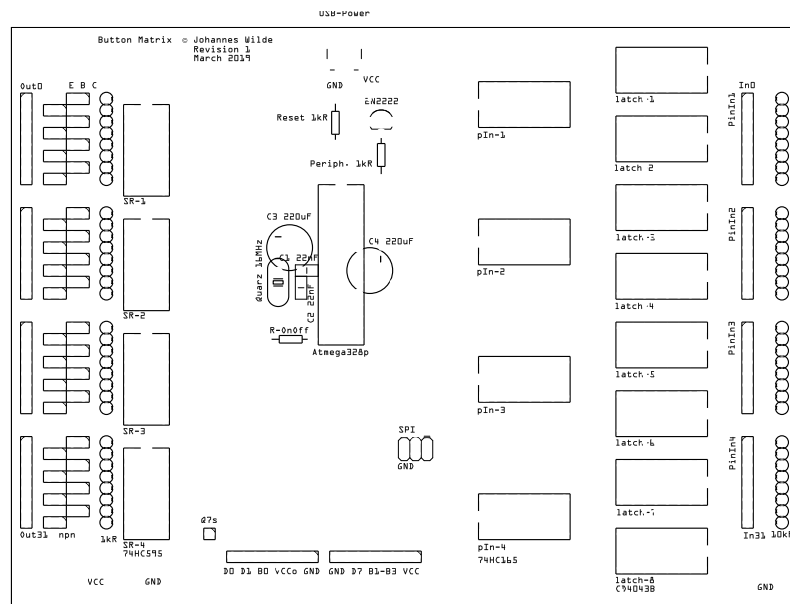 USB-Power
Button Matrix © Johannes Wilde
Revision 1
March 2019
Out0 E B C
GND VCC
In0
PinIn1
Reset 1kR
pIn-1
latch-1
Periph. 1kR
latch 2
SR-1
C3 220uF
C4 220uF
PinIn2
latch-3
C1 22nF
Quarz 16MHz
pIn-2
C2 22nF
latch-4
SR-2
R-OnOff
Atmega328p
PinIn3
latch-5
pIn-3
SR-3
SPI
GND
latch-6
PinIn4
Q7s
latch-7
Out31 npn 1kR
In31 10kR
SR-4
74HC595
pIn-4
74HC165
D0 D1 B0 VCCo GND
GND D7 B1-B3 VCC
latch-8
CD4043B
VCC GND
GND